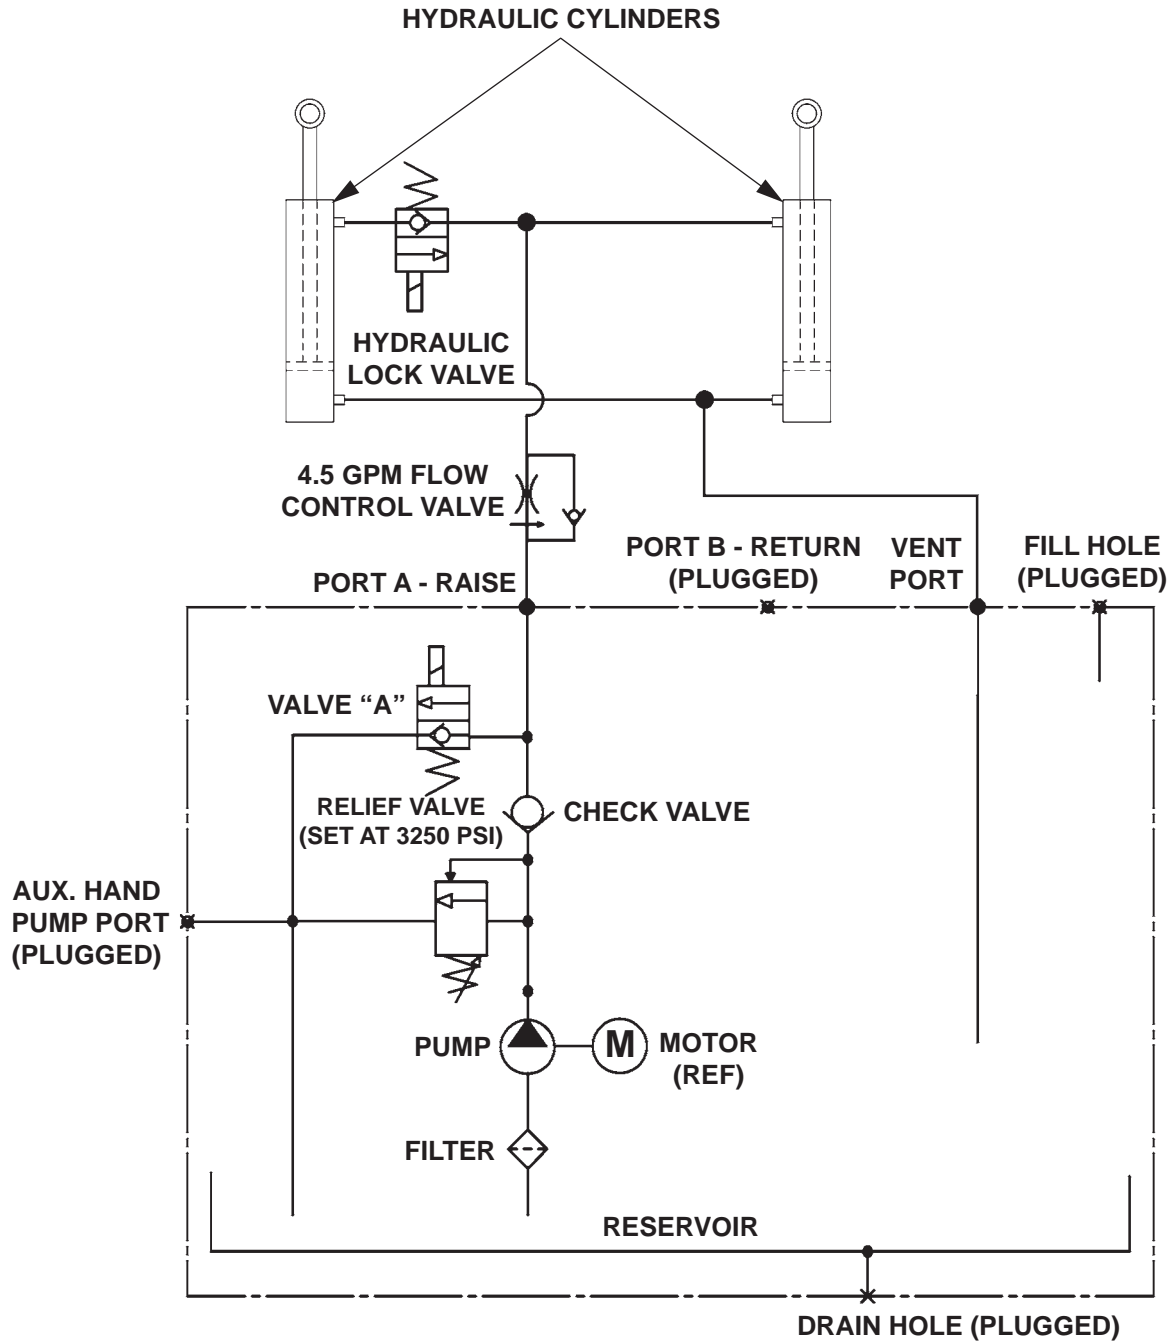 HYDRAULIC CYLINDERS
HYDRAULIC
LOCK VALVE
4.5 GPM FLOW
CONTROL VALVE
PORT A - RAISE
PORT B - RETURN
(PLUGGED)
VENT
PORT
FILL HOLE
(PLUGGED)
VALVE “A”
RELIEF VALVE
(SET AT 3250 PSI)
CHECK VALVE
AUX. HAND
PUMP PORT
(PLUGGED)
PUMP
M
MOTOR
(REF)
FILTER
RESERVOIR
DRAIN HOLE (PLUGGED)